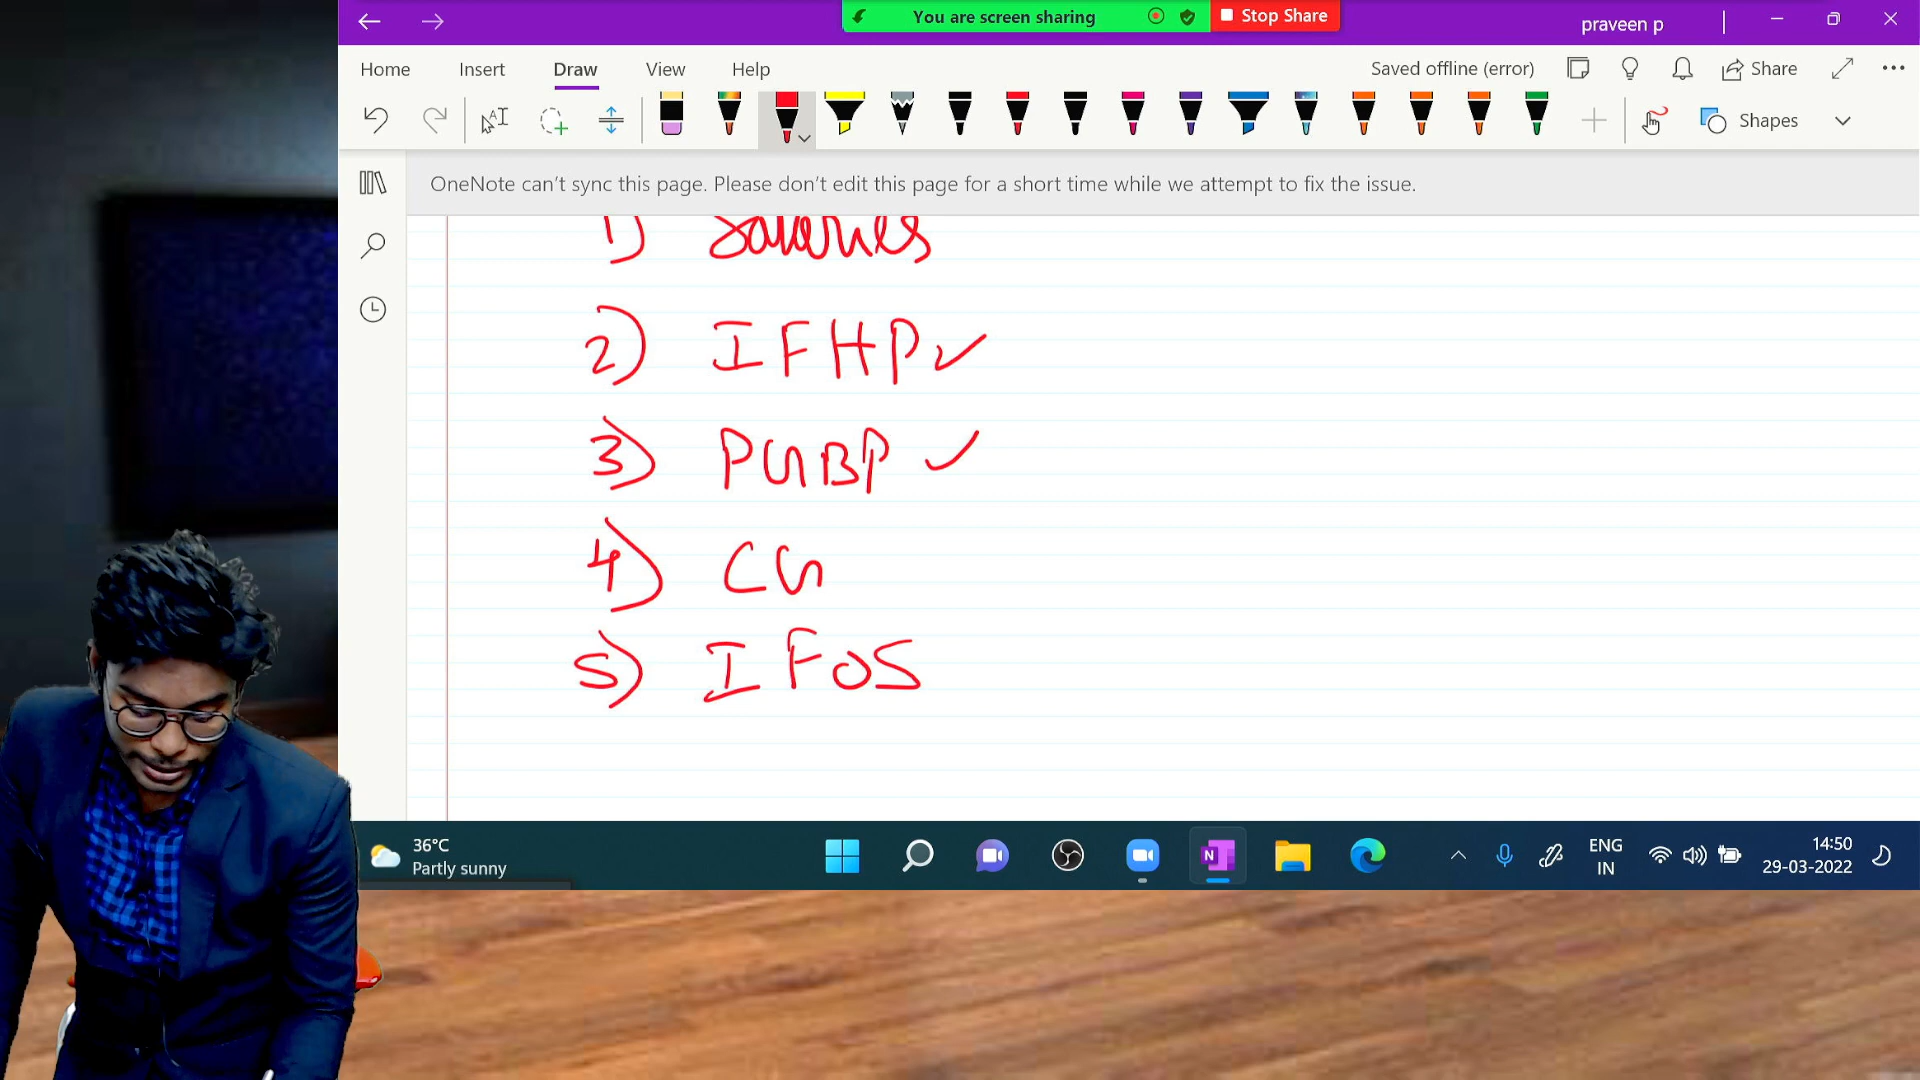 You are screen sharing Stop Share
praveen p
Home Insert Draw View Help
Saved offline (error) Share
Shapes
OneNote can't sync this page. Please don't edit this page for a short time while we attempt to fix the issue.
1) Salaries
2) IFHP ✓
3) PGBP ✓
4) CG
5) IFOS
36°C
Partly sunny
ENG
IN
14:50
29-03-2022